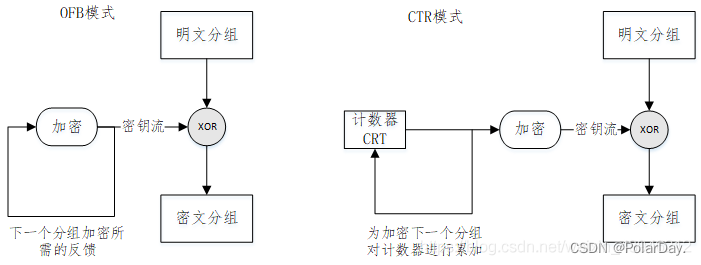 OFB模式
明文分组
加密
密钥流
XOR
密文分组
下一个分组加密所
需的反馈
CTR模式
明文分组
计数器
CRT
加密
密钥流
XOR
密文分组
为加密下一个分组
对计数器进行累加
CSDN @PolarDay.